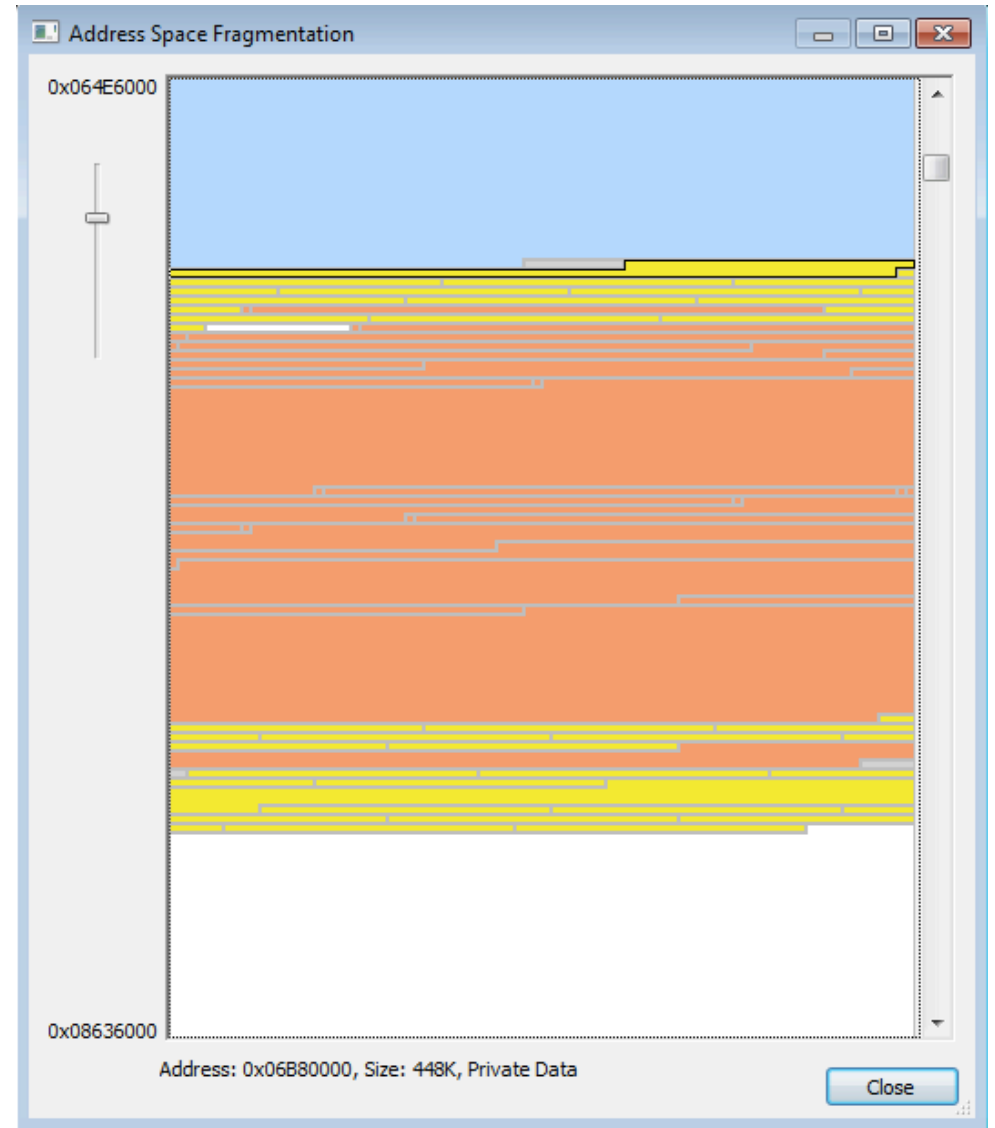 Address Space Fragmentation
0x064E6000
0x08636000
Address: 0x06B80000, Size: 448K, Private Data
Close